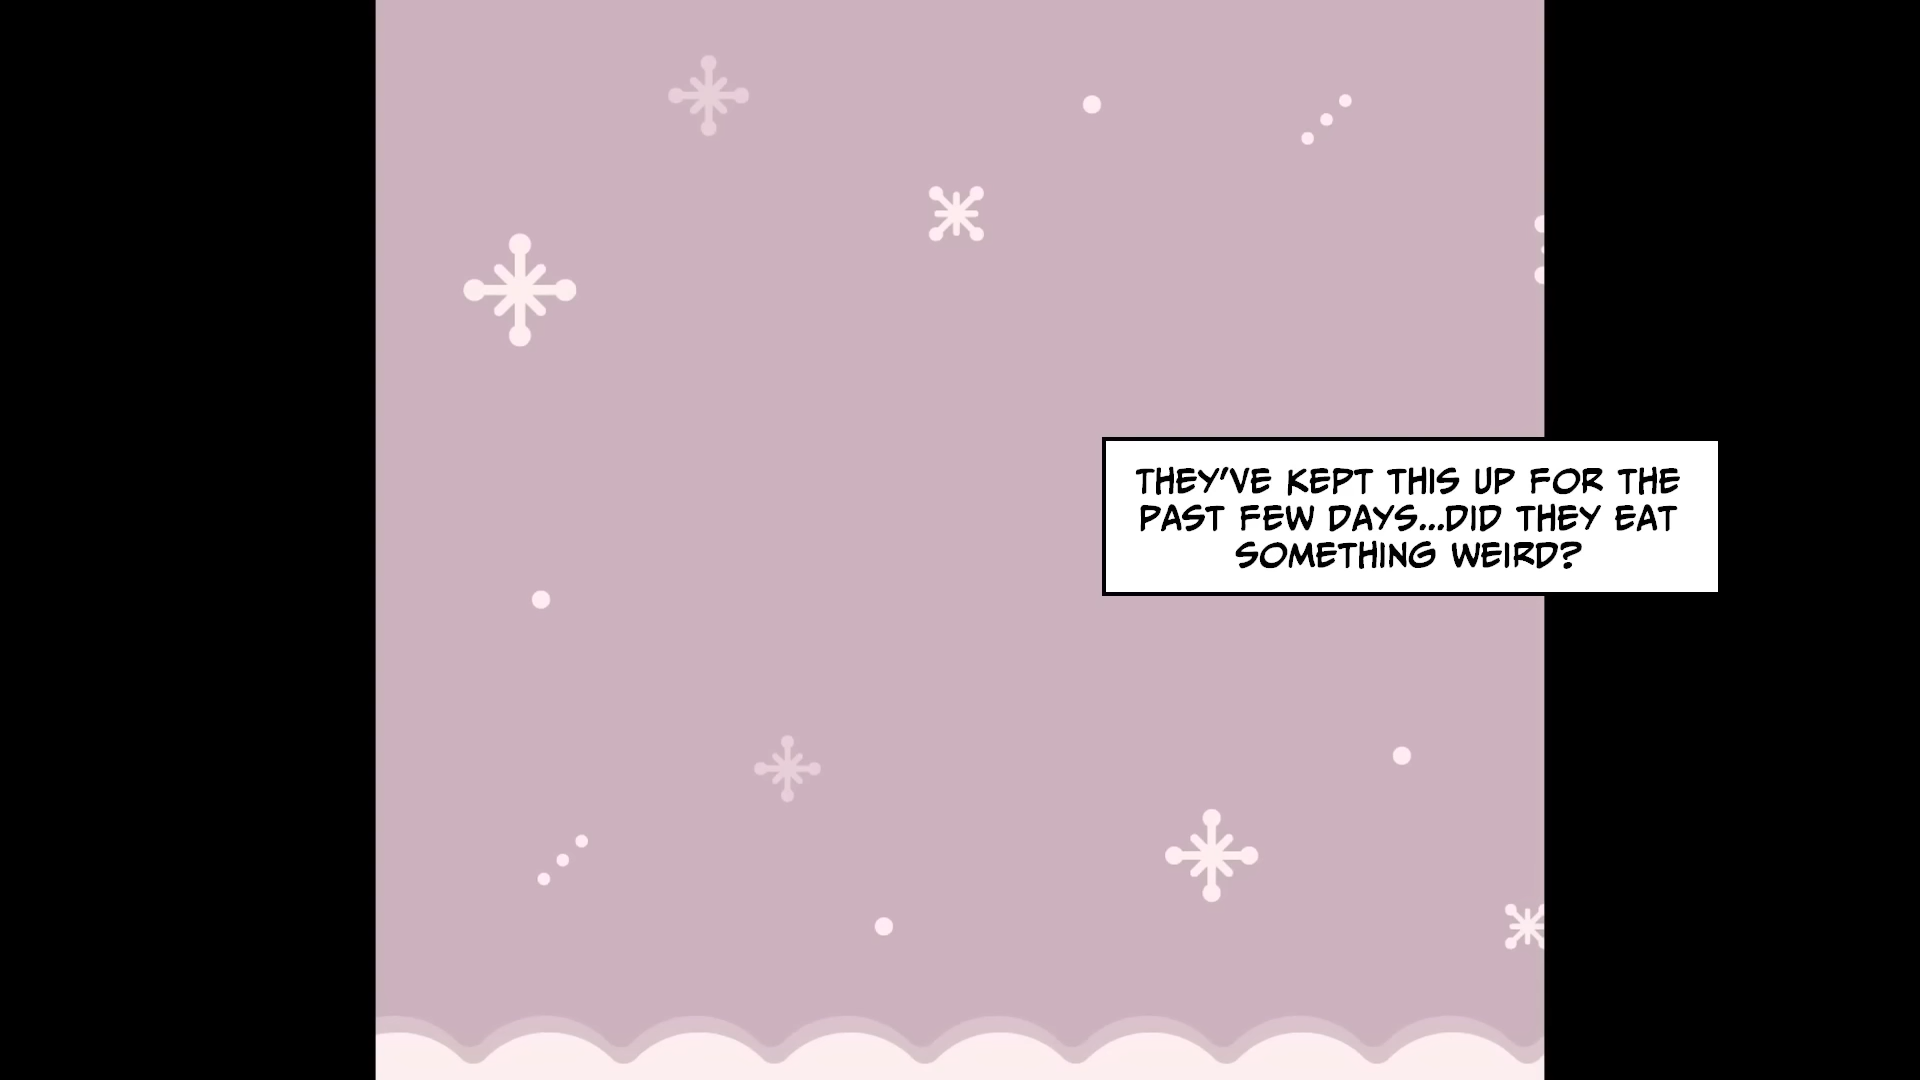 THEY'VE KEPT THIS UP FOR THE
PAST FEW DAYS...DID THEY EAT
SOMETHING WEIRD?